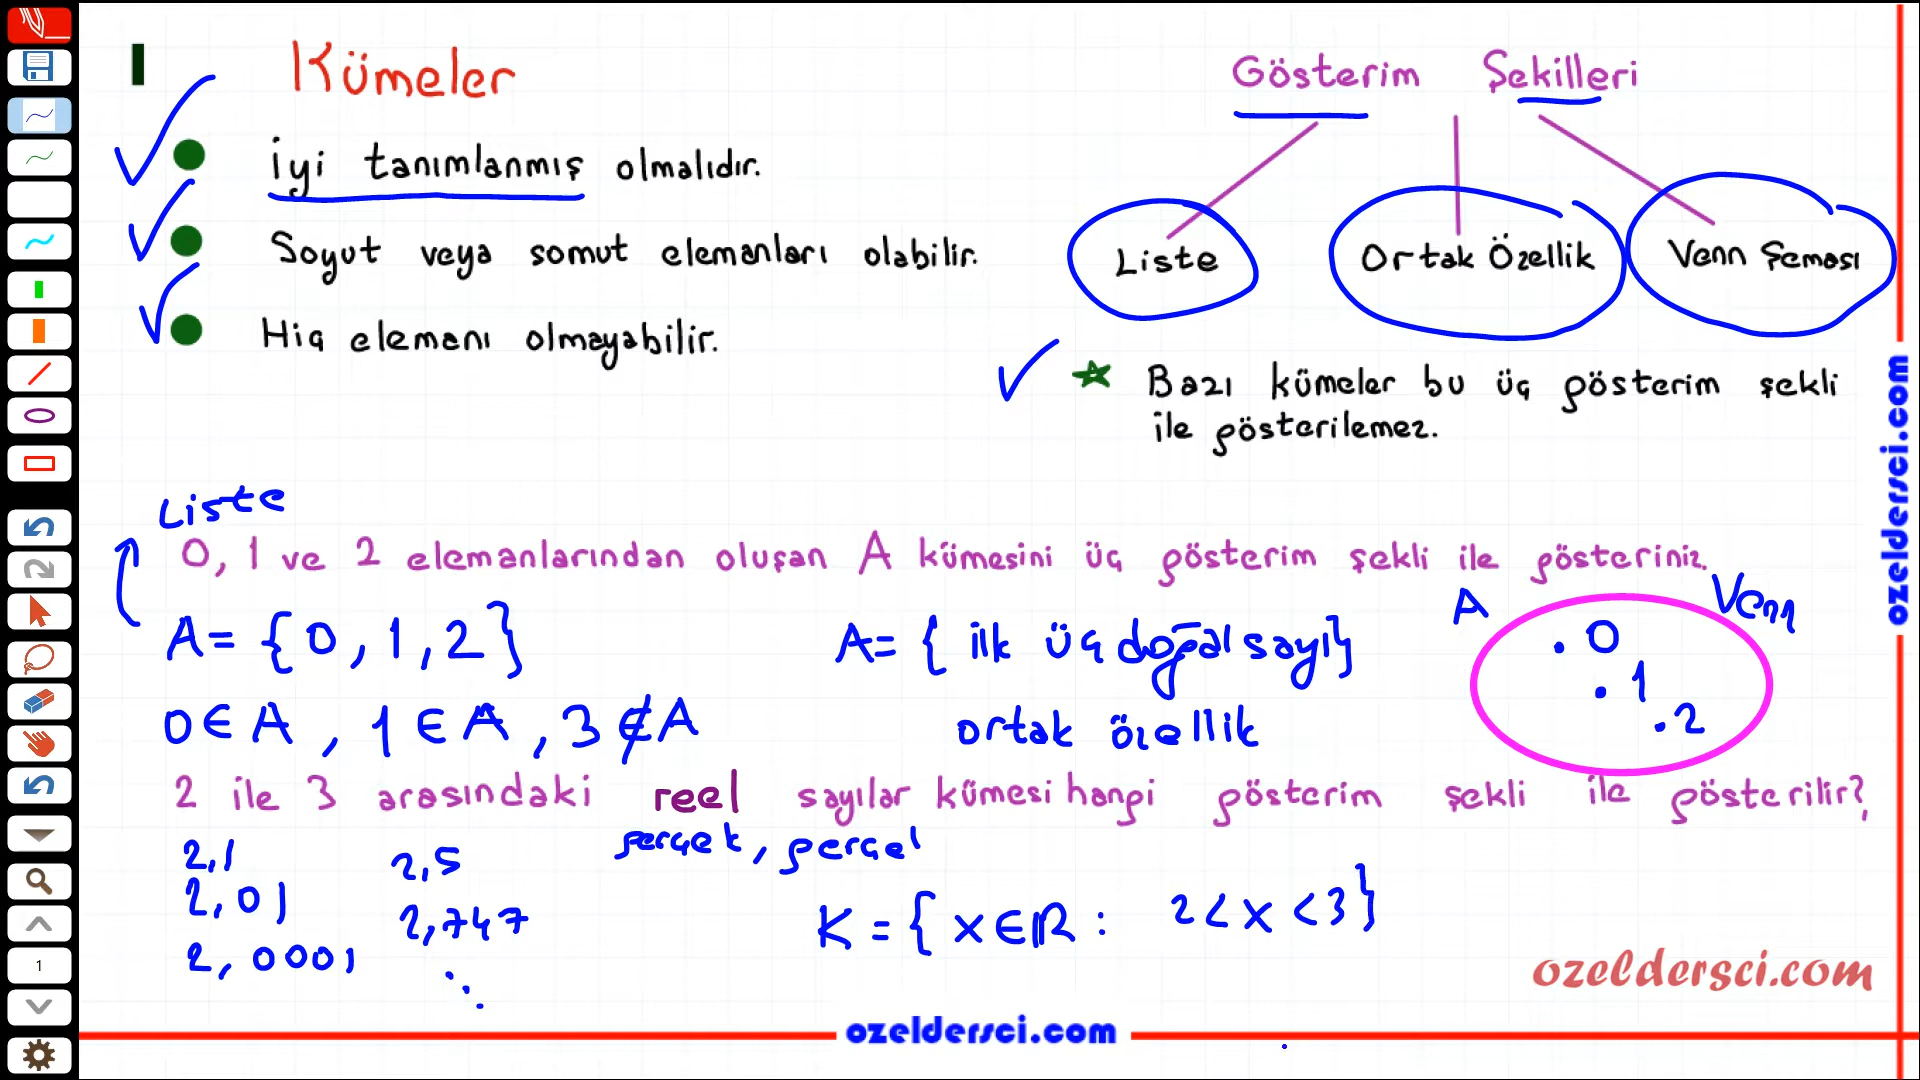 Kümeler
İyi tanımlanmış olmalıdır.
Soyut veya somut elemanları olabilir.
Hiç elemanı olmayabilir.
Gösterim Şekilleri
Liste
Ortak Özellik
Venn Şeması
Bazı kümeler bu üç gösterim şekli
ile gösterilemez.
Liste
0, 1 ve 2 elemanlarından oluşan A kümesini üç gösterim şekli ile gösteriniz.
A= {0, 1, 2}
A= { ilk üç doğal sayı}
A
Venn
. 0
. 1
. 2
0 ∈ A , 1 ∈ A , 3 ∉ A
ortak özellik
2 ile 3 arasındaki reel sayılar kümesi hangi gösterim şekli ile gösterilir?
gerçek, gerçel
2,1
2,5
2,01
2,747
2,0001
K = { x ∈ ℝ : 2 < x < 3}
ozeldersci.com
ozeldersci.com
ozeldersci.com
1